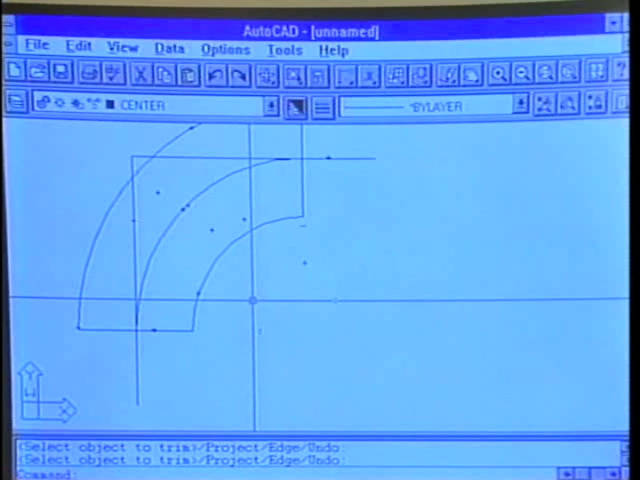 AutoCAD - [unnamed]
File Edit View Data Options Tools Help
CENTER BYLAYER
Y
W
X
<Select object to trim>/Project/Edge/Undo:
<Select object to trim>/Project/Edge/Undo:
Command: